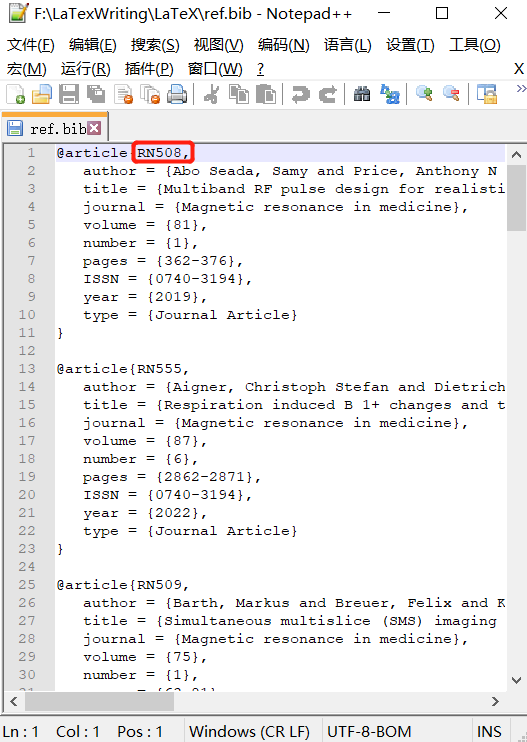 F:\LaTexWriting\LaTeX\ref.bib - Notepad++
文件(F) 编辑(E) 搜索(S) 视图(V) 编码(N) 语言(L) 设置(T) 工具(O)
宏(M) 运行(R) 插件(P) 窗口(W) ? X
ref.bib
1 @article{RN508,
2 author = {Abo Seada, Samy and Price, Anthony N
3 title = {Multiband RF pulse design for realisti
4 journal = {Magnetic resonance in medicine},
5 volume = {81},
6 number = {1},
7 pages = {362-376},
8 ISSN = {0740-3194},
9 year = {2019},
10 type = {Journal Article}
11 }
12
13 @article{RN555,
14 author = {Aigner, Christoph Stefan and Dietrich
15 title = {Respiration induced B 1+ changes and t
16 journal = {Magnetic resonance in medicine},
17 volume = {87},
18 number = {6},
19 pages = {2862-2871},
20 ISSN = {0740-3194},
21 year = {2022},
22 type = {Journal Article}
23 }
24
25 @article{RN509,
26 author = {Barth, Markus and Breuer, Felix and K
27 title = {Simultaneous multislice (SMS) imaging
28 journal = {Magnetic resonance in medicine},
29 volume = {75},
30 number = {1},
Ln : 1 Col : 1 Pos : 1 Windows (CR LF) UTF-8-BOM INS